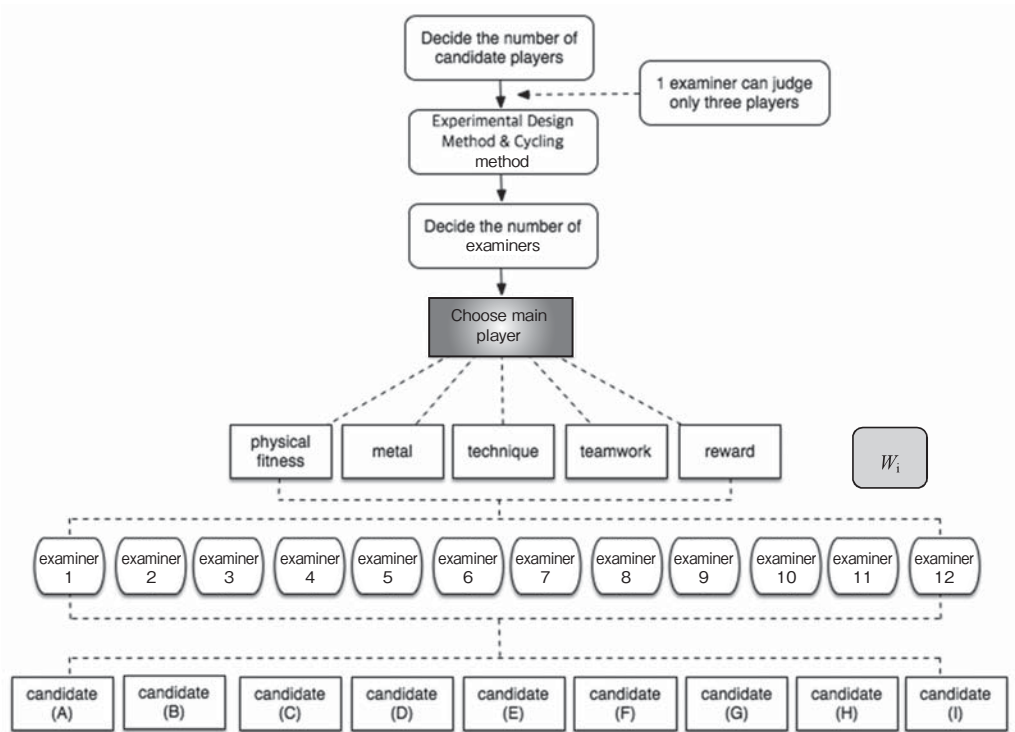 Decide the number of
candidate players
1 examiner can judge
only three players
Experimental Design
Method & Cycling
method
Decide the number of
examiners
Choose main
player
physical
fitness
metal
technique
teamwork
reward
Wi
examiner
1
examiner
2
examiner
3
examiner
4
examiner
5
examiner
6
examiner
7
examiner
8
examiner
9
examiner
10
examiner
11
examiner
12
candidate
(A)
candidate
(B)
candidate
(C)
candidate
(D)
candidate
(E)
candidate
(F)
candidate
(G)
candidate
(H)
candidate
(I)